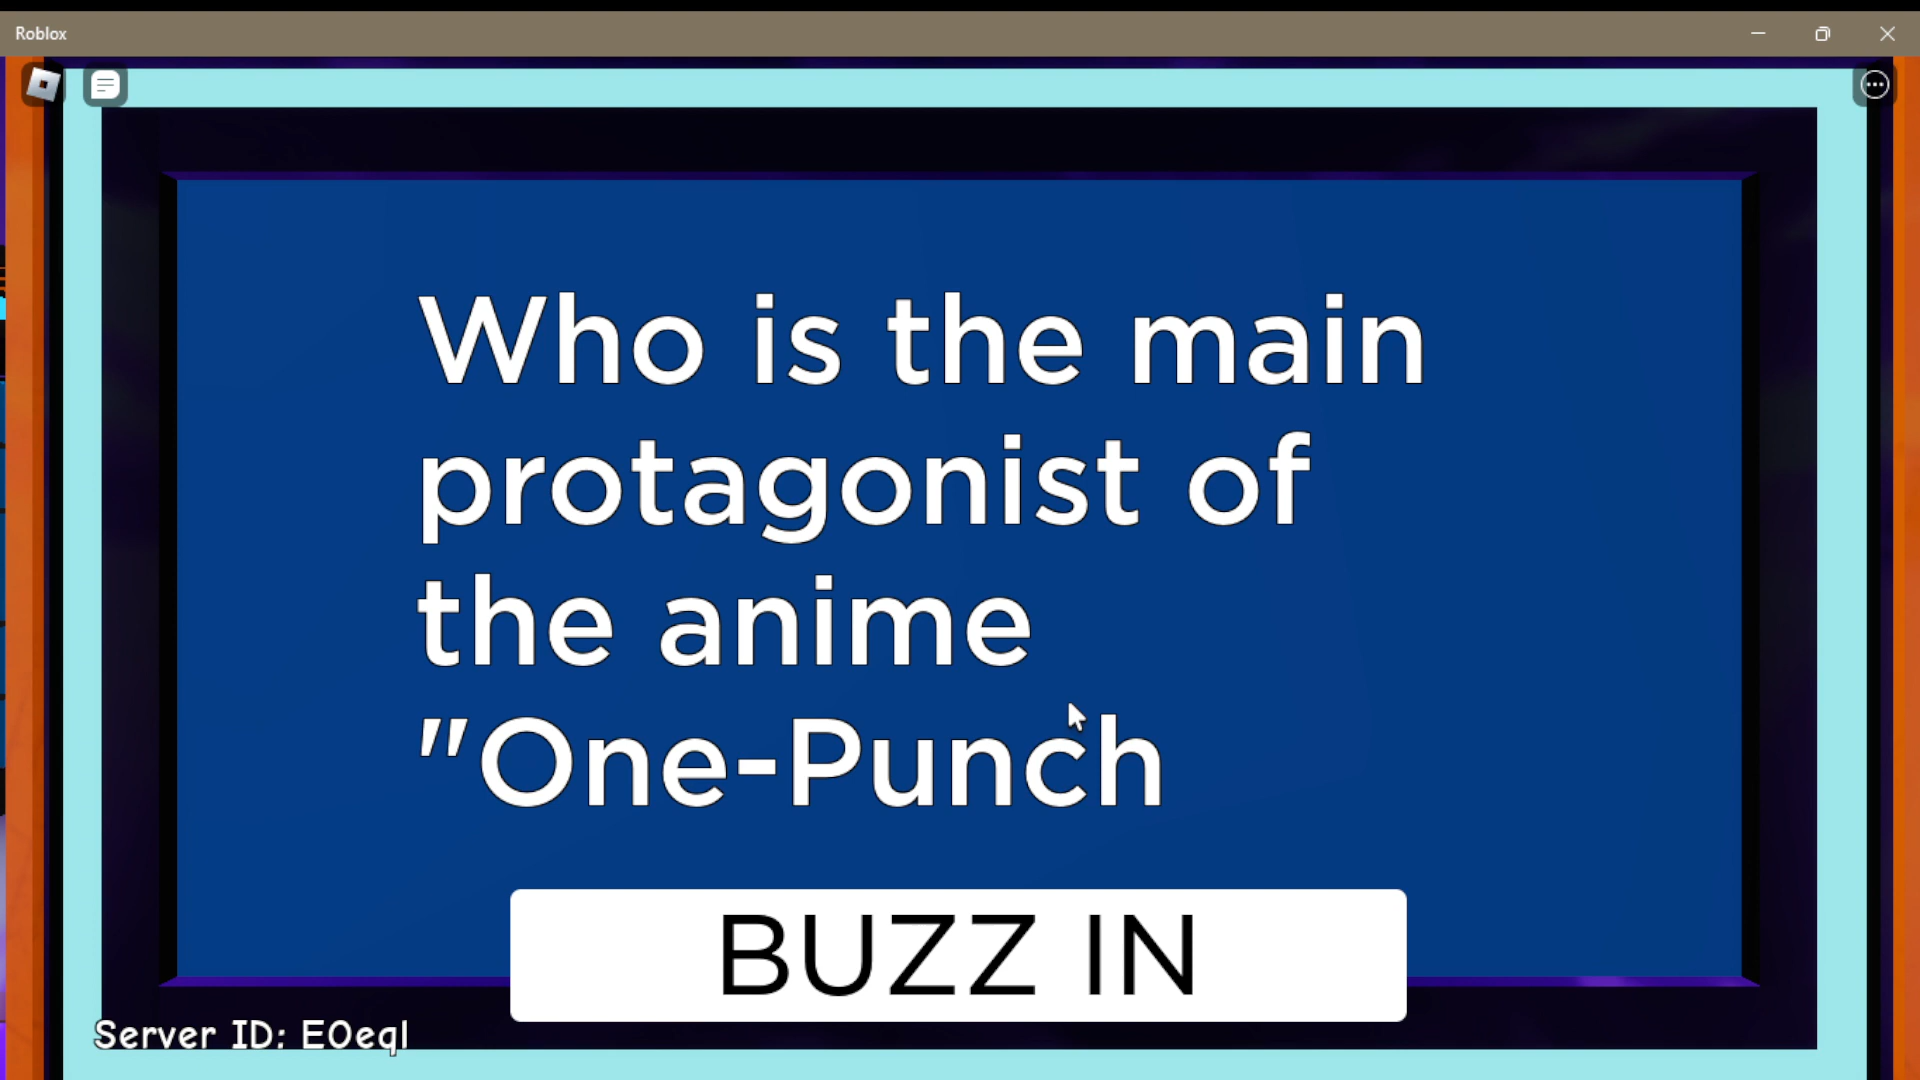 Roblox
Who is the main
protagonist of
the anime
"One-Punch
BUZZ IN
Server ID: EOeql